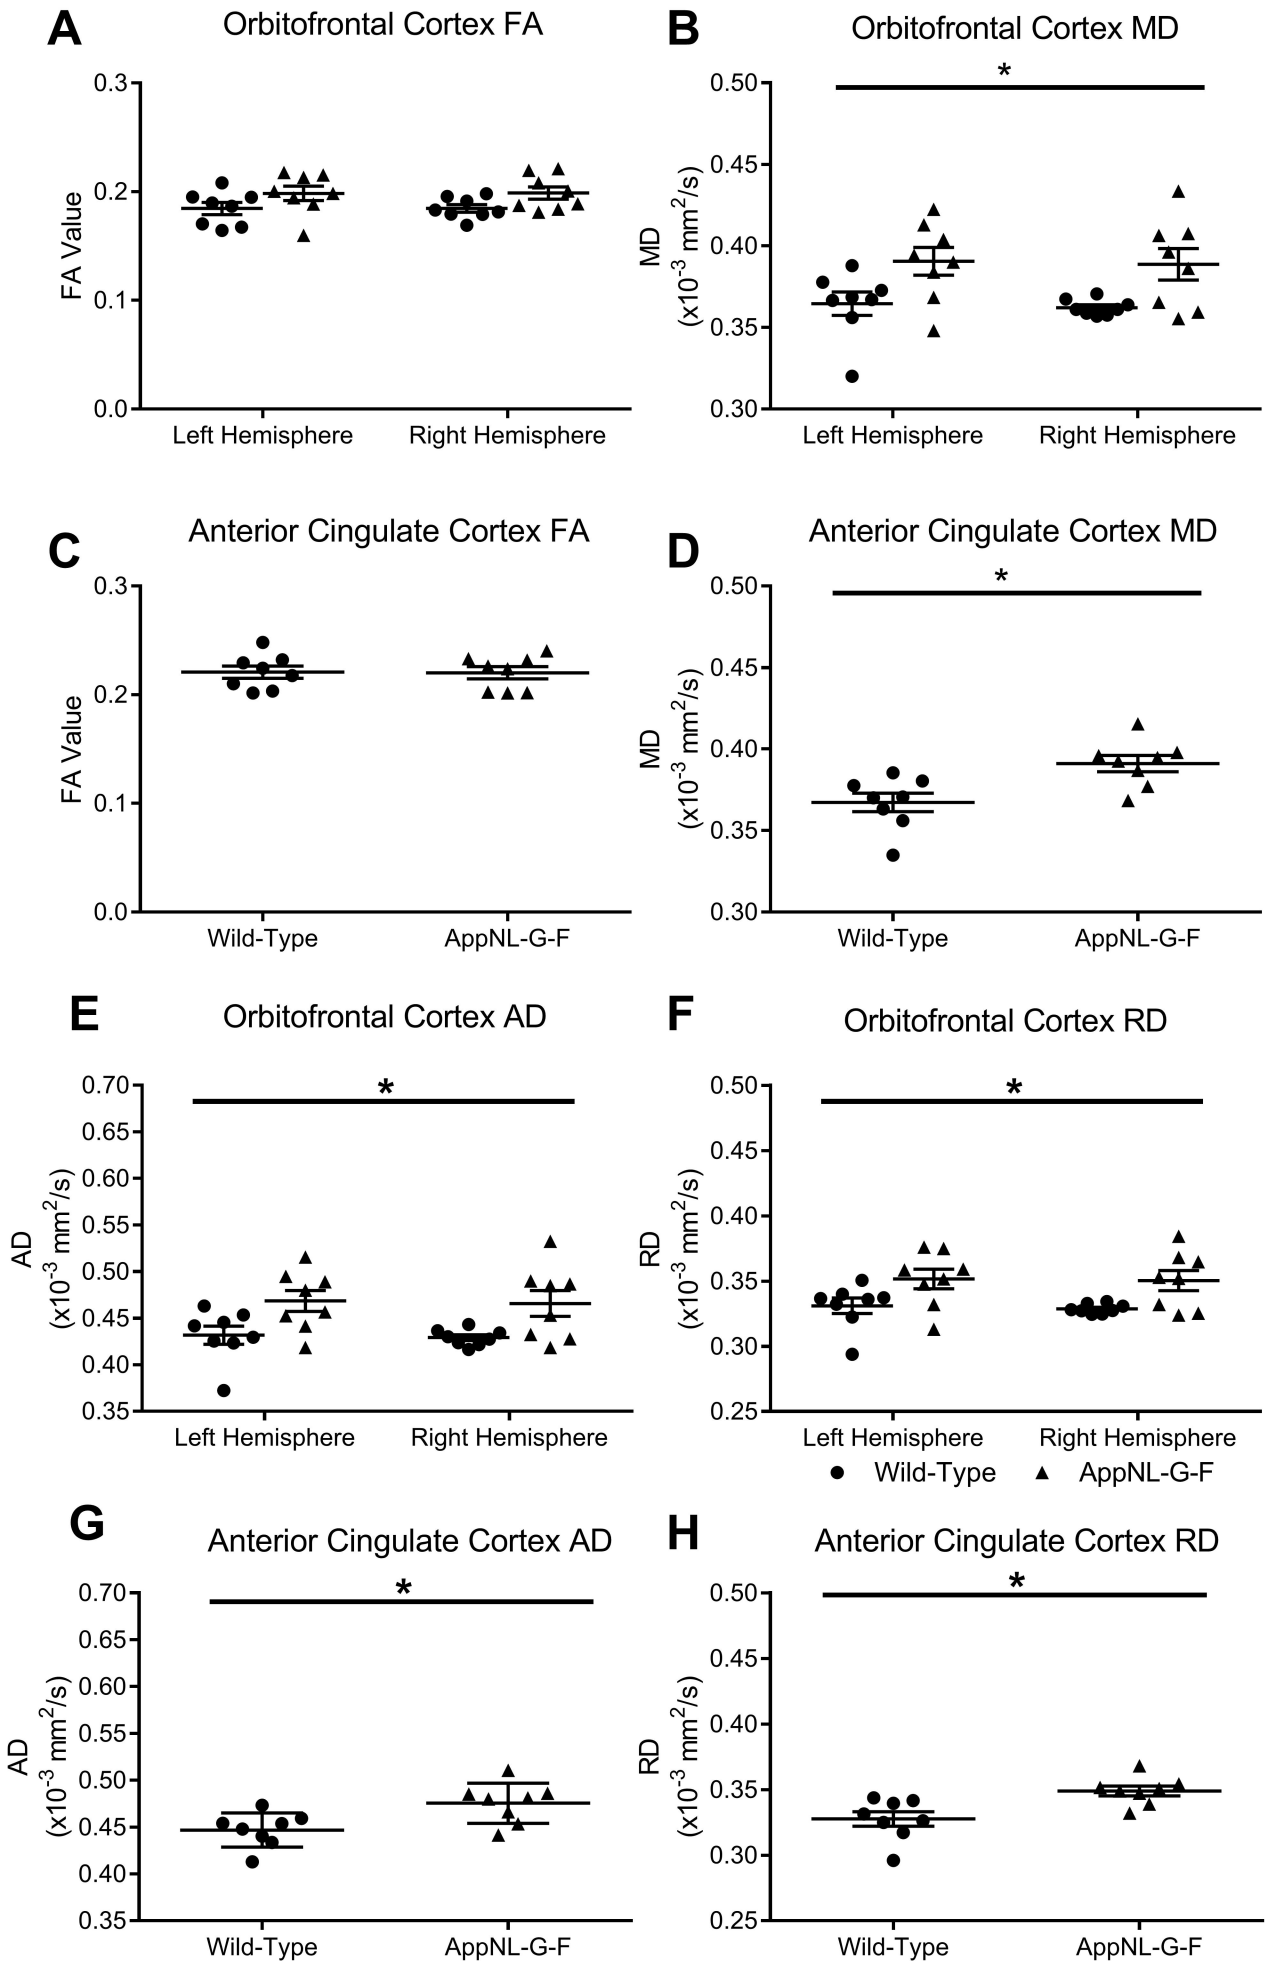 A
Orbitofrontal Cortex FA
FA Value
0.3
0.2
0.1
0.0
Left Hemisphere
Right Hemisphere
B
Orbitofrontal Cortex MD
*
MD
(x10⁻³ mm²/s)
0.50
0.45
0.40
0.35
0.30
Left Hemisphere
Right Hemisphere
C
Anterior Cingulate Cortex FA
FA Value
0.3
0.2
0.1
0.0
Wild-Type
AppNL-G-F
D
Anterior Cingulate Cortex MD
*
MD
(x10⁻³ mm²/s)
0.50
0.45
0.40
0.35
0.30
Wild-Type
AppNL-G-F
E
Orbitofrontal Cortex AD
*
AD
(x10⁻³ mm²/s)
0.70
0.65
0.60
0.55
0.50
0.45
0.40
0.35
Left Hemisphere
Right Hemisphere
F
Orbitofrontal Cortex RD
*
RD
(x10⁻³ mm²/s)
0.50
0.45
0.40
0.35
0.30
0.25
Left Hemisphere
Right Hemisphere
Wild-Type
AppNL-G-F
G
Anterior Cingulate Cortex AD
*
AD
(x10⁻³ mm²/s)
0.70
0.65
0.60
0.55
0.50
0.45
0.40
0.35
Wild-Type
AppNL-G-F
H
Anterior Cingulate Cortex RD
*
RD
(x10⁻³ mm²/s)
0.50
0.45
0.40
0.35
0.30
0.25
Wild-Type
AppNL-G-F